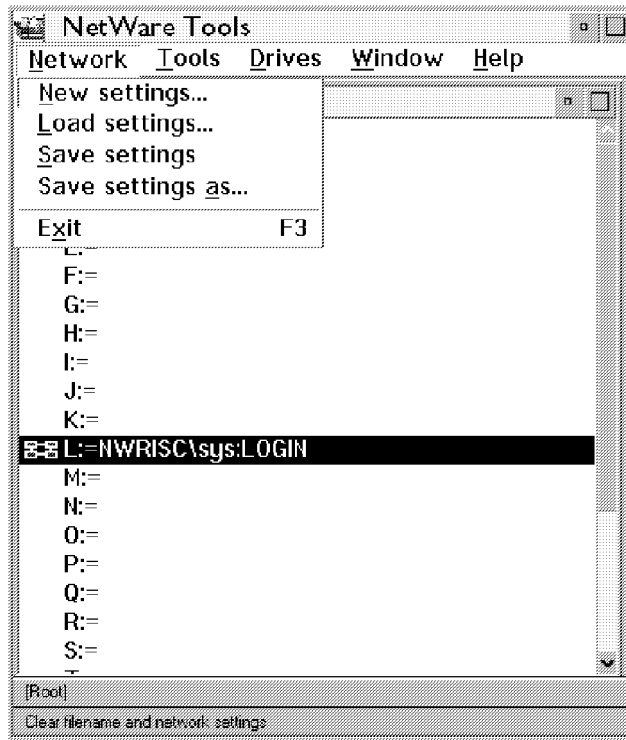 NetWare Tools
Network Tools Drives Window Help
New settings...
Load settings...
Save settings
Save settings as...
Exit F3
E:=
F:=
G:=
H:=
I:=
J:=
K:=
L:=NWRISC\sys:LOGIN
M:=
N:=
O:=
P:=
Q:=
R:=
S:=
[Root]
Clear filename and network settings